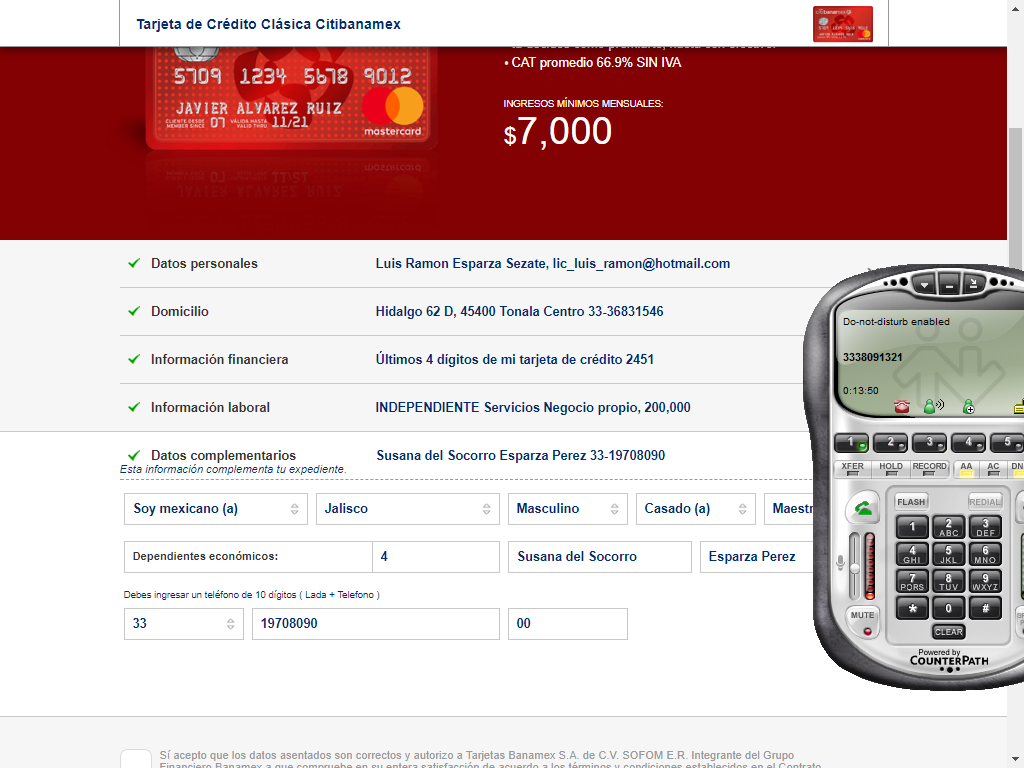 Tarjeta de Crédito Clásica Citibanamex
• CAT promedio 66.9% SIN IVA
5709 1234 5678 9012
JAVIER ALVAREZ RUIZ
CLIENTE DESDE MEMBER SINCE 07 VÁLIDA HASTA VALID THRU 11/21
mastercard
INGRESOS MÍNIMOS MENSUALES:
$7,000
Datos personales Luis Ramon Esparza Sezate, lic_luis_ramon@hotmail.com
Domicilio Hidalgo 62 D, 45400 Tonala Centro 33-36831546
Información financiera Últimos 4 dígitos de mi tarjeta de crédito 2451
Información laboral INDEPENDIENTE Servicios Negocio propio, 200,000
Datos complementarios Susana del Socorro Esparza Perez 33-19708090
Esta información complementa tu expediente.
Soy mexicano (a) Jalisco Masculino Casado (a) Maestr
Dependientes económicos: 4 Susana del Socorro Esparza Perez
Debes ingresar un teléfono de 10 dígitos ( Lada + Telefono )
33 19708090 00
Sí acepto que los datos asentados son correctos y autorizo a Tarjetas Banamex S.A. de C.V. SOFOM E.R. Integrante del Grupo
Financiero Banamex a que compruebe en su entera satisfacción de acuerdo a los términos y condiciones establecidos en el Contrato
Do-not-disturb enabled
3338091321
0:13:50
1 2 3 4 5
XFER HOLD RECORD AA AC DN
FLASH REDIAL
1 2 ABC 3 DEF
4 GHI 5 JKL 6 MNO
7 PQRS 8 TUV 9 WXYZ
* 0 #
MUTE
CLEAR
Powered by
COUNTERPATH